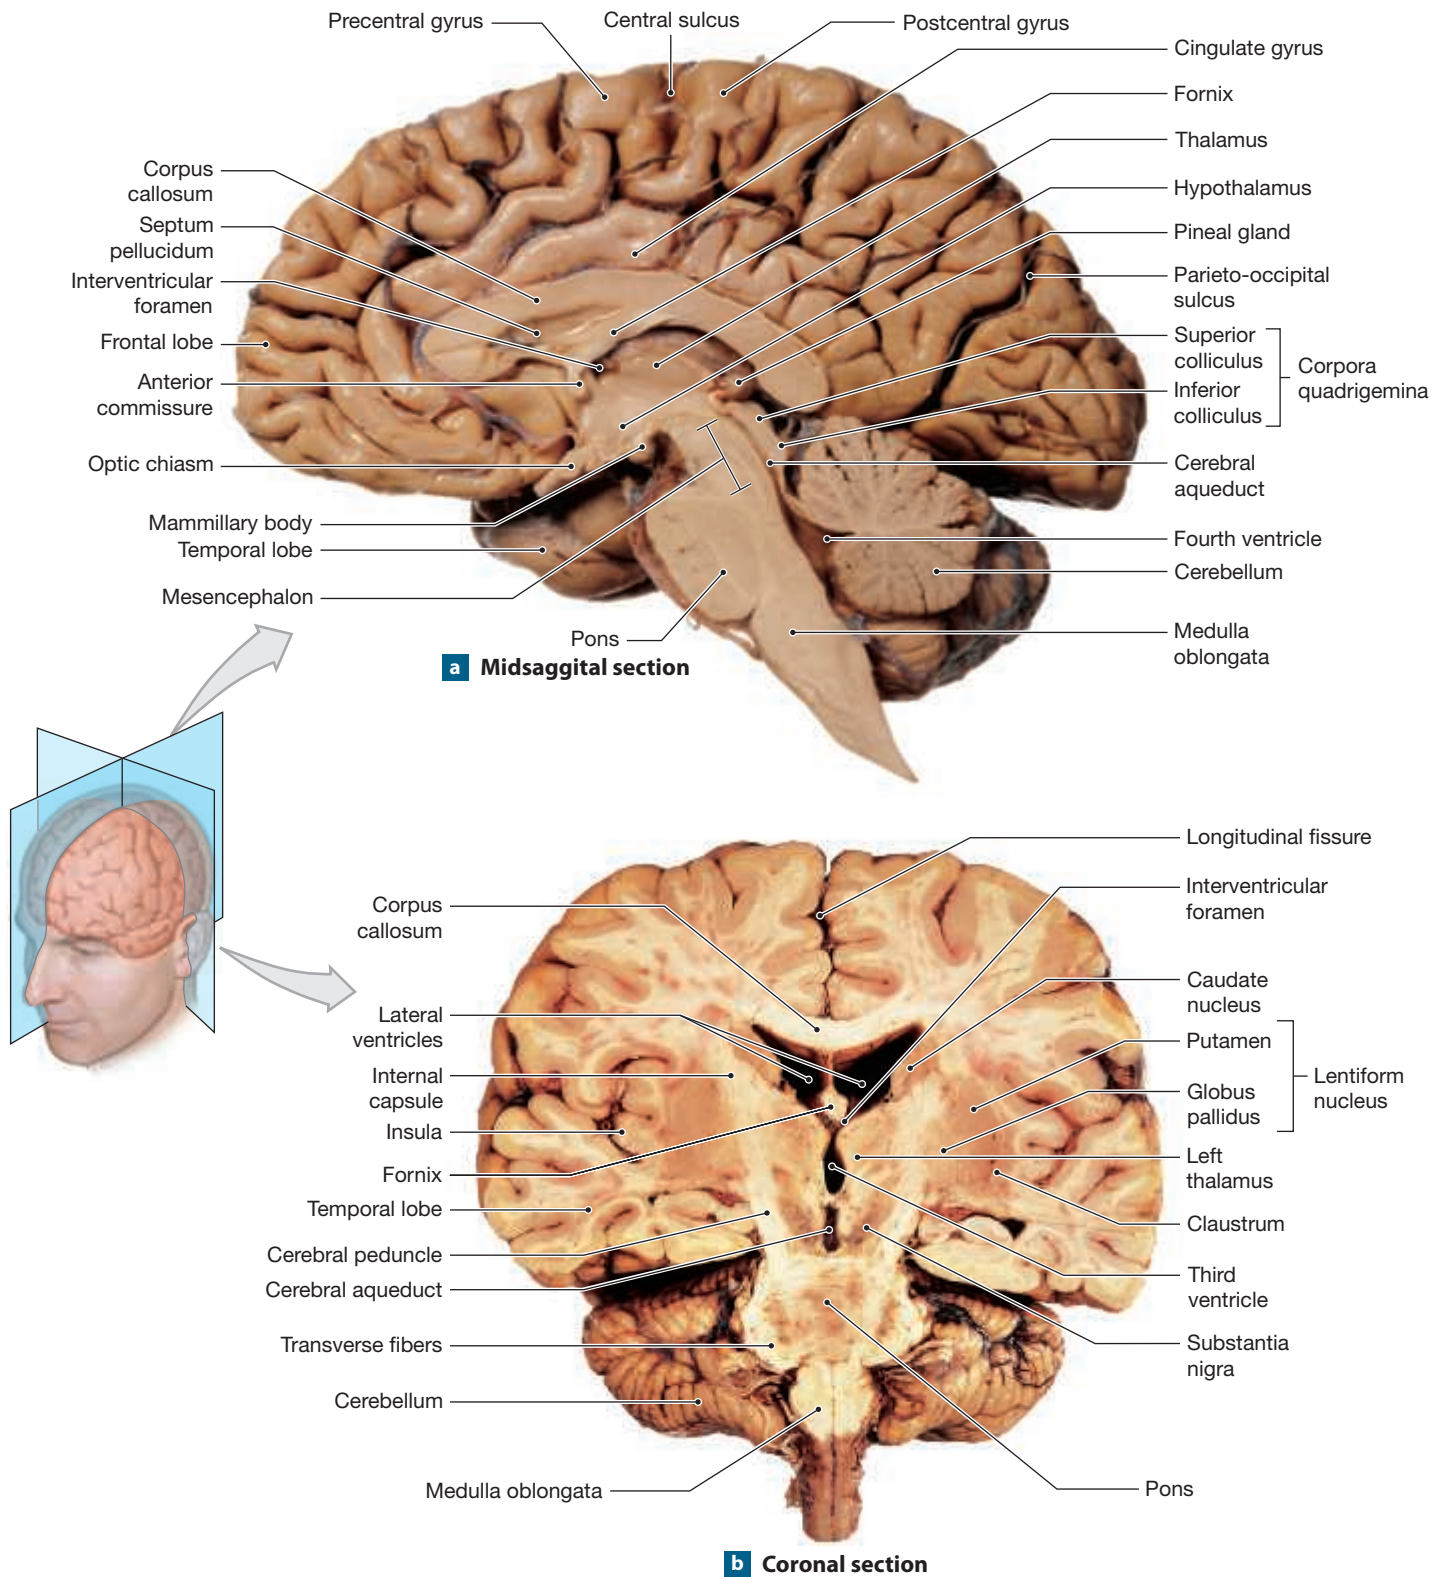 Precentral gyrus
Central sulcus
Postcentral gyrus
Cingulate gyrus
Fornix
Thalamus
Hypothalamus
Pineal gland
Parieto-occipital
sulcus
Superior
colliculus
Inferior
colliculus
Corpora
quadrigemina
Cerebral
aqueduct
Fourth ventricle
Cerebellum
Medulla
oblongata
Corpus
callosum
Septum
pellucidum
Interventricular
foramen
Frontal lobe
Anterior
commissure
Optic chiasm
Mammillary body
Temporal lobe
Mesencephalon
Pons
a Midsaggital section
Longitudinal fissure
Interventricular
foramen
Caudate
nucleus
Putamen
Globus
pallidus
Lentiform
nucleus
Left
thalamus
Claustrum
Third
ventricle
Substantia
nigra
Pons
Corpus
callosum
Lateral
ventricles
Internal
capsule
Insula
Fornix
Temporal lobe
Cerebral peduncle
Cerebral aqueduct
Transverse fibers
Cerebellum
Medulla oblongata
b Coronal section